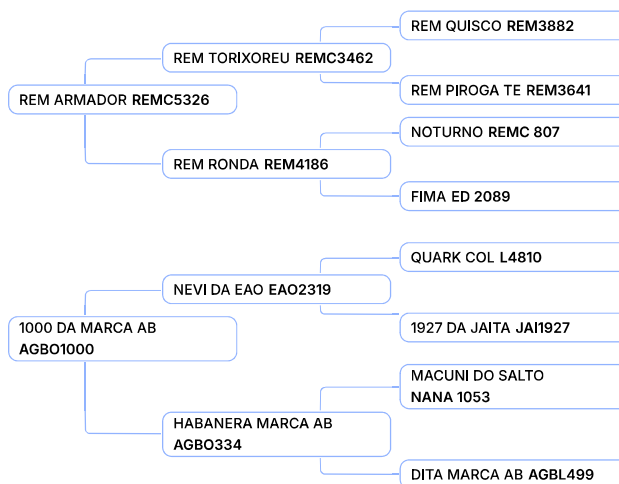 REM QUISCO REM3882
REM TORIXOREU REMC3462
REM PIROGA TE REM3641
REM ARMADOR REMC5326
NOTURNO REMC 807
REM RONDA REM4186
FIMA ED 2089
QUARK COL L4810
NEVI DA EAO EAO2319
1927 DA JAITA JAI1927
1000 DA MARCA AB
AGBO1000
MACUNI DO SALTO
NANA 1053
HABANERA MARCA AB
AGBO334
DITA MARCA AB AGBL499